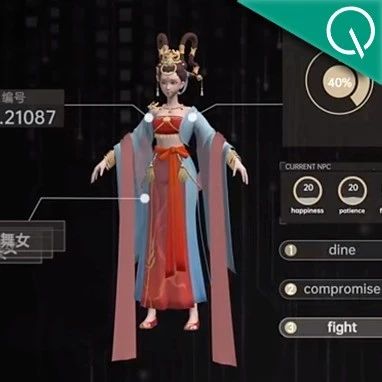 40%
编号
.21087
CURRENT NPC
20
20
happiness
patience
舞女
1 dine
2 compromise
3 fight